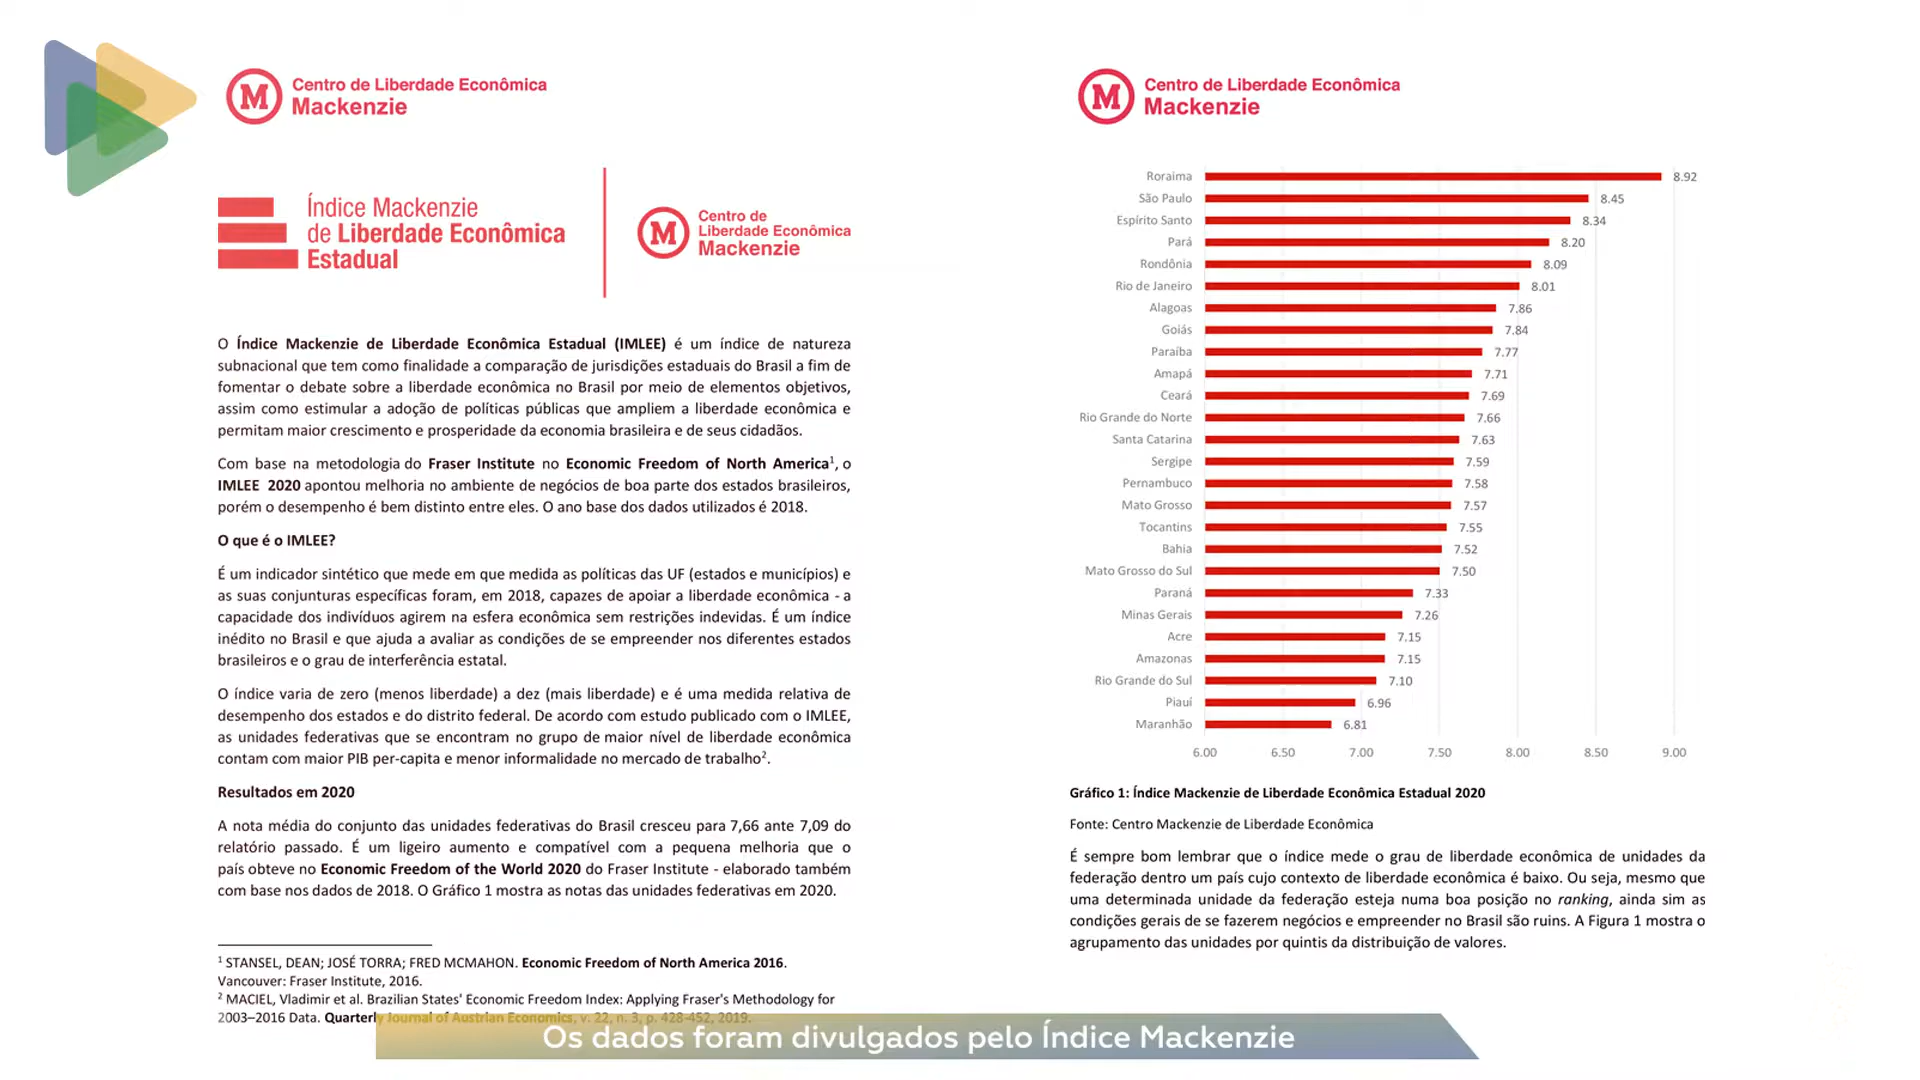 Centro de Liberdade Econômica
Mackenzie
Índice Mackenzie
de Liberdade Econômica
Estadual
Centro de
Liberdade Econômica
Mackenzie
O Índice Mackenzie de Liberdade Econômica Estadual (IMLEE) é um índice de natureza
subnacional que tem como finalidade a comparação de jurisdições estaduais do Brasil a fim de
fomentar o debate sobre a liberdade econômica no Brasil por meio de elementos objetivos,
assim como estimular a adoção de políticas públicas que ampliem a liberdade econômica e
permitam maior crescimento e prosperidade da economia brasileira e de seus cidadãos.
Com base na metodologia do Fraser Institute no Economic Freedom of North America¹, o
IMLEE 2020 apontou melhoria no ambiente de negócios de boa parte dos estados brasileiros,
porém o desempenho é bem distinto entre eles. O ano base dos dados utilizados é 2018.
O que é o IMLEE?
É um indicador sintético que mede em que medida as políticas das UF (estados e municípios) e
as suas conjunturas específicas foram, em 2018, capazes de apoiar a liberdade econômica - a
capacidade dos indivíduos agirem na esfera econômica sem restrições indevidas. É um índice
inédito no Brasil e que ajuda a avaliar as condições de se empreender nos diferentes estados
brasileiros e o grau de interferência estatal.
O índice varia de zero (menos liberdade) a dez (mais liberdade) e é uma medida relativa de
desempenho dos estados e do distrito federal. De acordo com estudo publicado com o IMLEE,
as unidades federativas que se encontram no grupo de maior nível de liberdade econômica
contam com maior PIB per-capita e menor informalidade no mercado de trabalho².
Resultados em 2020
A nota média do conjunto das unidades federativas do Brasil cresceu para 7,66 ante 7,09 do
relatório passado. É um ligeiro aumento e compatível com a pequena melhoria que o
país obteve no Economic Freedom of the World 2020 do Fraser Institute - elaborado também
com base nos dados de 2018. O Gráfico 1 mostra as notas das unidades federativas em 2020.
¹ STANSEL, DEAN; JOSÉ TORRA; FRED MCMAHON. Economic Freedom of North America 2016.
Vancouver: Fraser Institute, 2016.
² MACIEL, Vladimir et al. Brazilian States' Economic Freedom Index: Applying Fraser's Methodology for
2003–2016 Data. Quarterly Journal of Austrian Economics, v. 22, n. 3, p. 428-452, 2019.
Centro de Liberdade Econômica
Mackenzie
Roraima 8.92
São Paulo 8.45
Espírito Santo 8.34
Pará 8.20
Rondônia 8.09
Rio de Janeiro 8.01
Alagoas 7.86
Goiás 7.84
Paraíba 7.77
Amapá 7.71
Ceará 7.69
Rio Grande do Norte 7.66
Santa Catarina 7.63
Sergipe 7.59
Pernambuco 7.58
Mato Grosso 7.57
Tocantins 7.55
Bahia 7.52
Mato Grosso do Sul 7.50
Paraná 7.33
Minas Gerais 7.26
Acre 7.15
Amazonas 7.15
Rio Grande do Sul 7.10
Piauí 6.96
Maranhão 6.81
6.00 6.50 7.00 7.50 8.00 8.50 9.00
Gráfico 1: Índice Mackenzie de Liberdade Econômica Estadual 2020
Fonte: Centro Mackenzie de Liberdade Econômica
É sempre bom lembrar que o índice mede o grau de liberdade econômica de unidades da
federação dentro um país cujo contexto de liberdade econômica é baixo. Ou seja, mesmo que
uma determinada unidade da federação esteja numa boa posição no ranking, ainda sim as
condições gerais de se fazerem negócios e empreender no Brasil são ruins. A Figura 1 mostra o
agrupamento das unidades por quintis da distribuição de valores.
Os dados foram divulgados pelo Índice Mackenzie